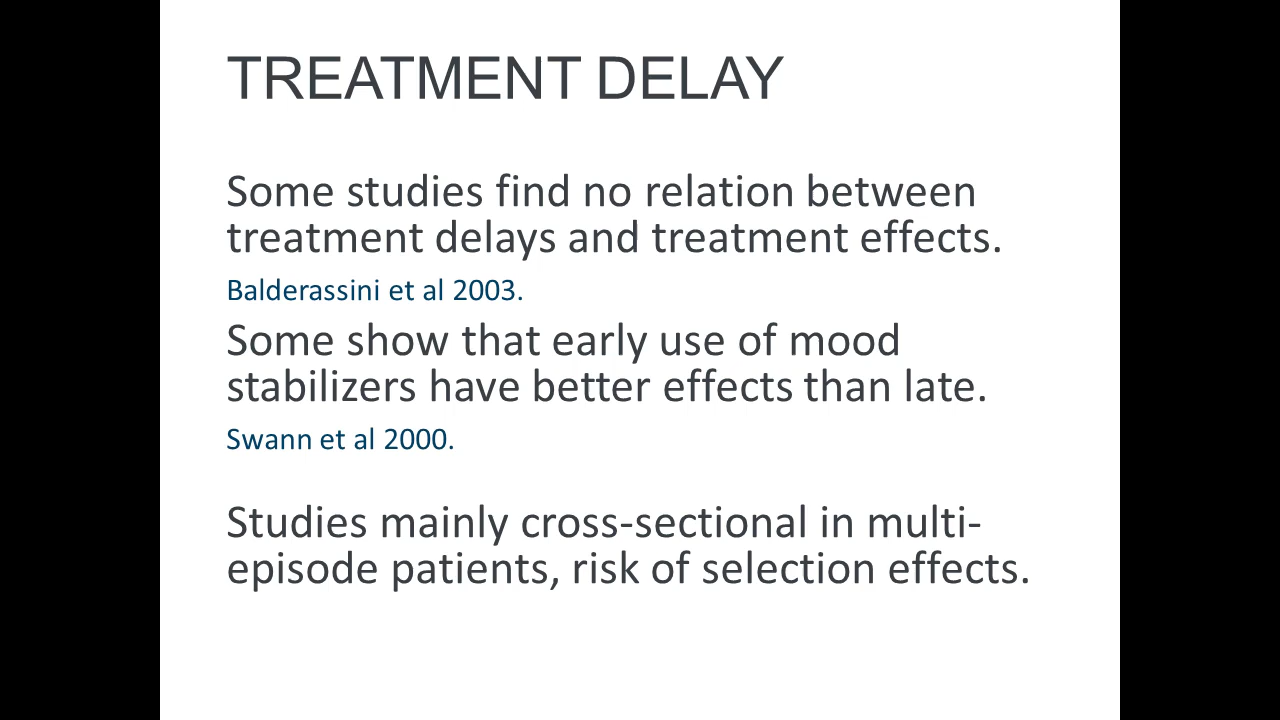 TREATMENT DELAY
Some studies find no relation between
treatment delays and treatment effects.
Balderassini et al 2003.
Some show that early use of mood
stabilizers have better effects than late.
Swann et al 2000.
Studies mainly cross-sectional in multi-
episode patients, risk of selection effects.